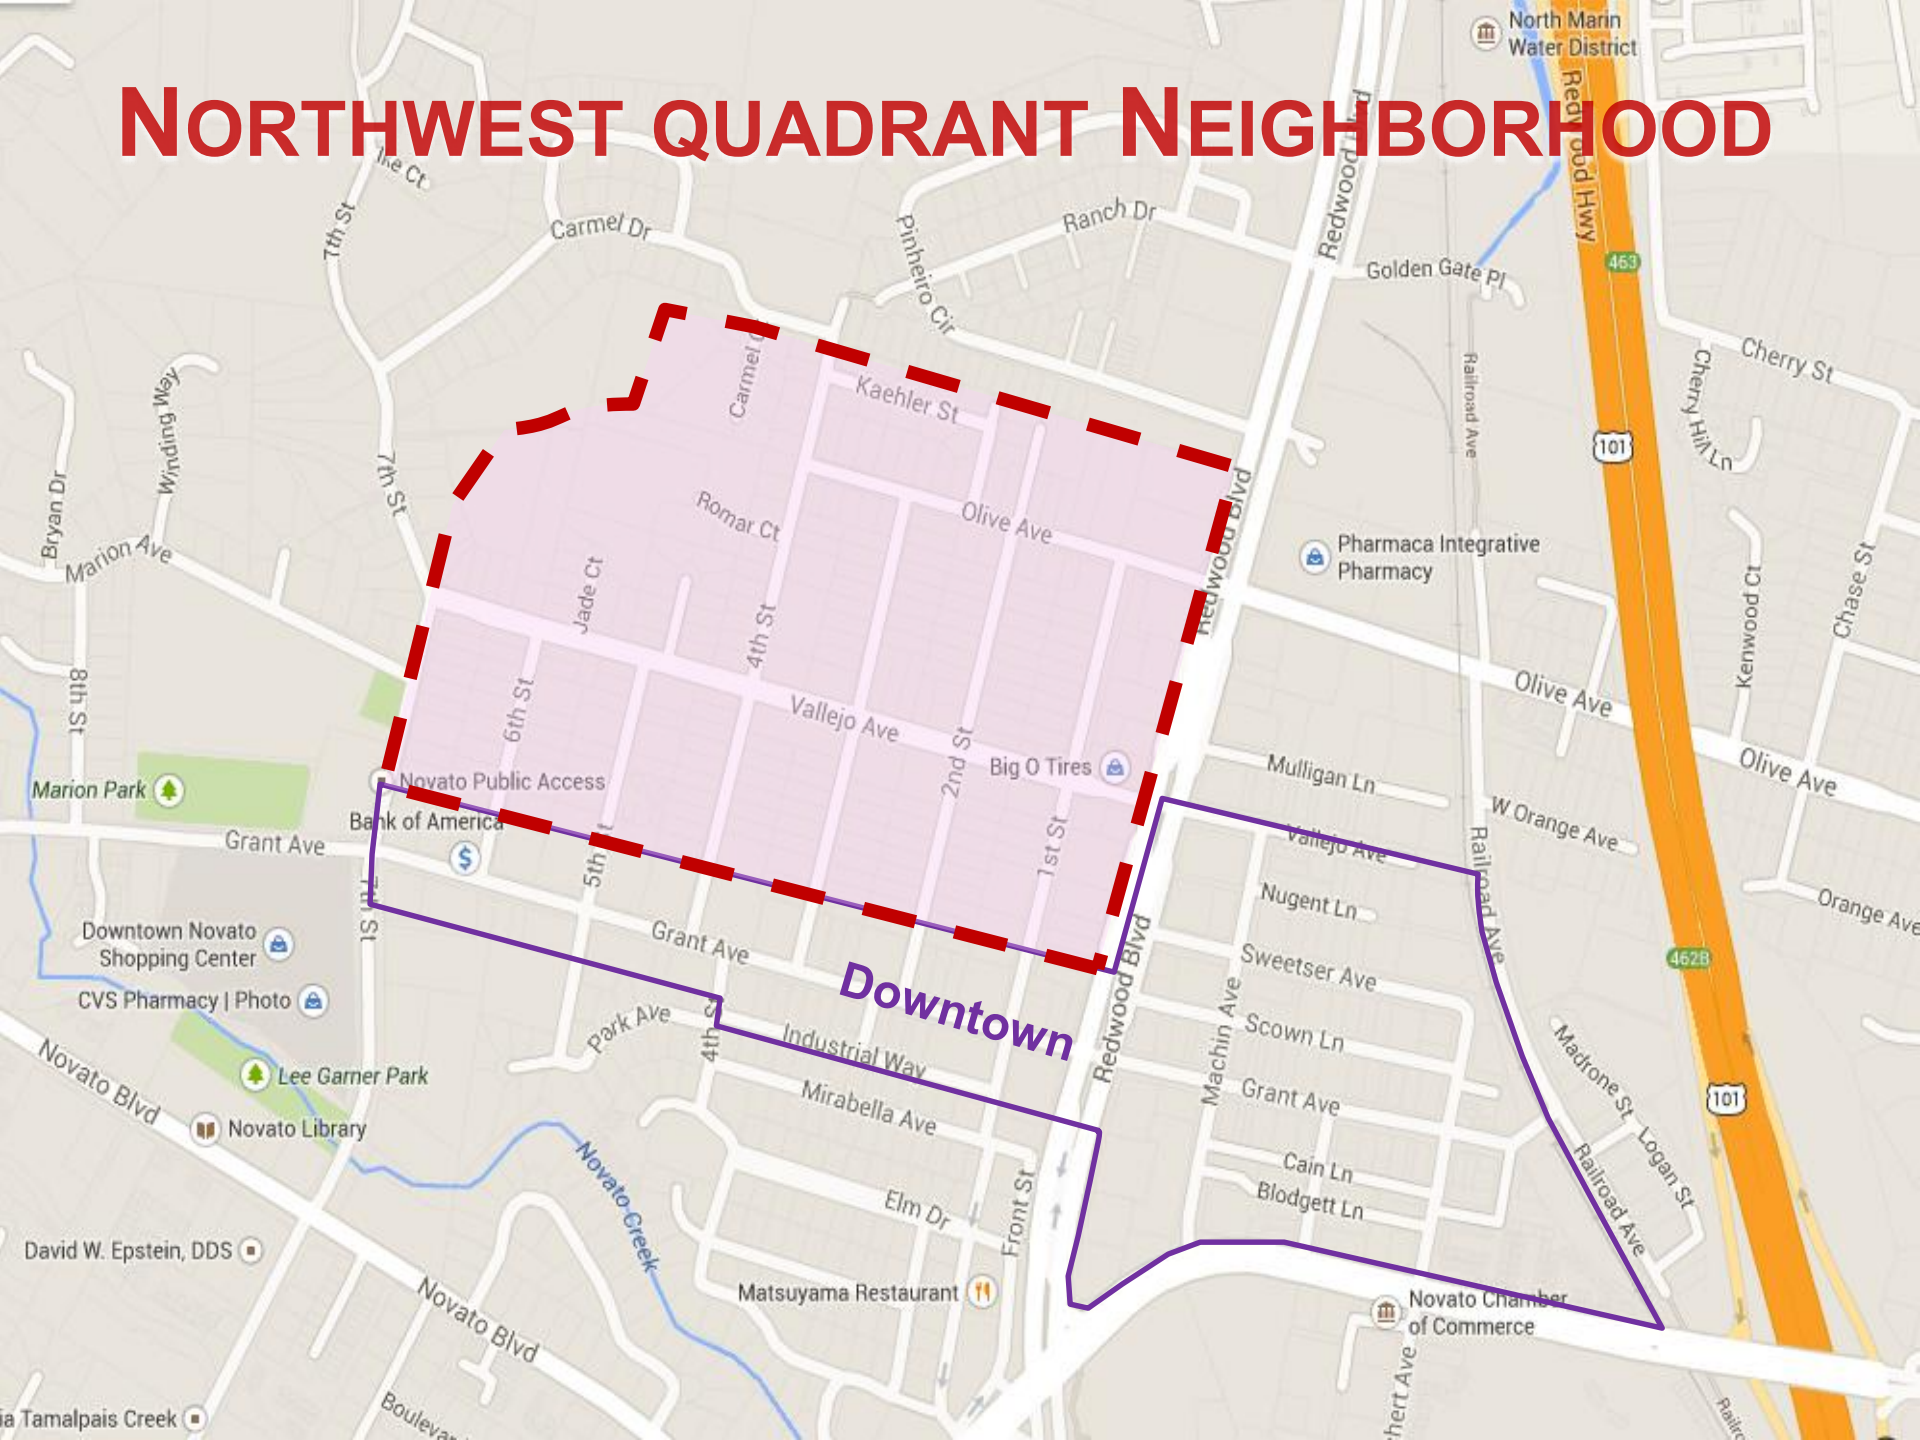 NORTHWEST QUADRANT NEIGHBORHOOD
North Marin
Water District
Redwood Hwy
Redwood Blvd
7th St
Carmel Dr
Pinheiro Cir
Ranch Dr
Redwood Blvd
Golden Gate Pl
463
Cherry St
Cherry Hill Ln
Railroad Ave
101
Winding Way
Bryan Dr
Marion Ave
7th St
Carmel
Kaehler St
Romar Ct
Olive Ave
Redwood Blvd
Pharmaca Integrative
Pharmacy
Jade Ct
4th St
Kenwood Ct
Chase St
8th St
6th St
Vallejo Ave
2nd St
Big O Tires
Olive Ave
Olive Ave
Mulligan Ln
W Orange Ave
Marion Park
Novato Public Access
Bank of America
Grant Ave
5th St
1st St
Vallejo Ave
Railroad Ave
Nugent Ln
Orange Ave
7th St
Downtown Novato
Shopping Center
CVS Pharmacy | Photo
Grant Ave
Downtown
Redwood Blvd
Sweetser Ave
462B
Machin Ave
Scown Ln
Park Ave
4th St
Industrial Way
Mirabella Ave
Grant Ave
Madrone St
Logan St
101
Novato Blvd
Lee Gerner Park
Novato Library
Novato Creek
Elm Dr
Front St
Cain Ln
Blodgett Ln
Railroad Ave
David W. Epstein, DDS
Matsuyama Restaurant
Novato Blvd
Novato Chamber
of Commerce
hert Ave
ia Tamalpais Creek
Boulevar
Railro